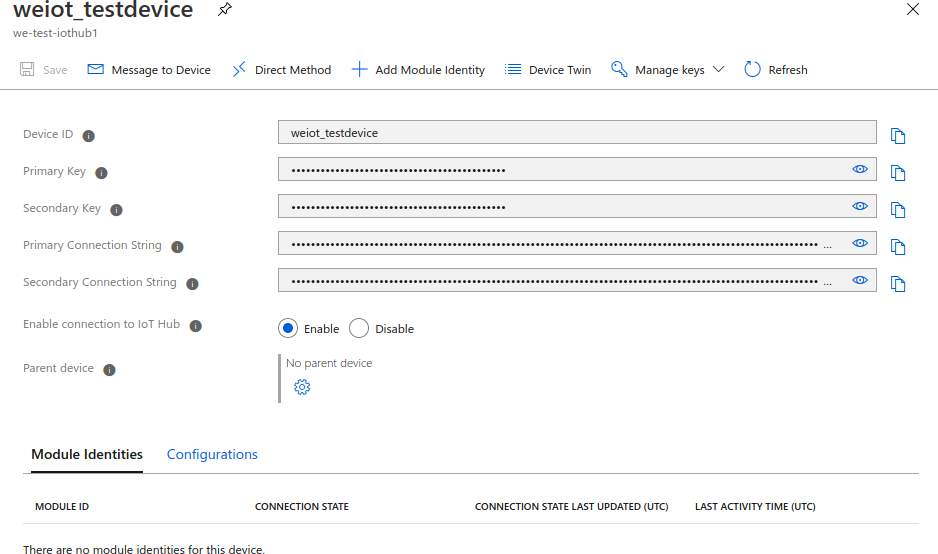 weiot_testdevice
we-test-iothub1
Save Message to Device Direct Method Add Module Identity Device Twin Manage keys Refresh
Device ID weiot_testdevice
Primary Key
Secondary Key
Primary Connection String ...
Secondary Connection String ...
Enable connection to IoT Hub Enable Disable
Parent device No parent device
Module Identities Configurations
MODULE ID CONNECTION STATE CONNECTION STATE LAST UPDATED (UTC) LAST ACTIVITY TIME (UTC)
There are no module identities for this device.